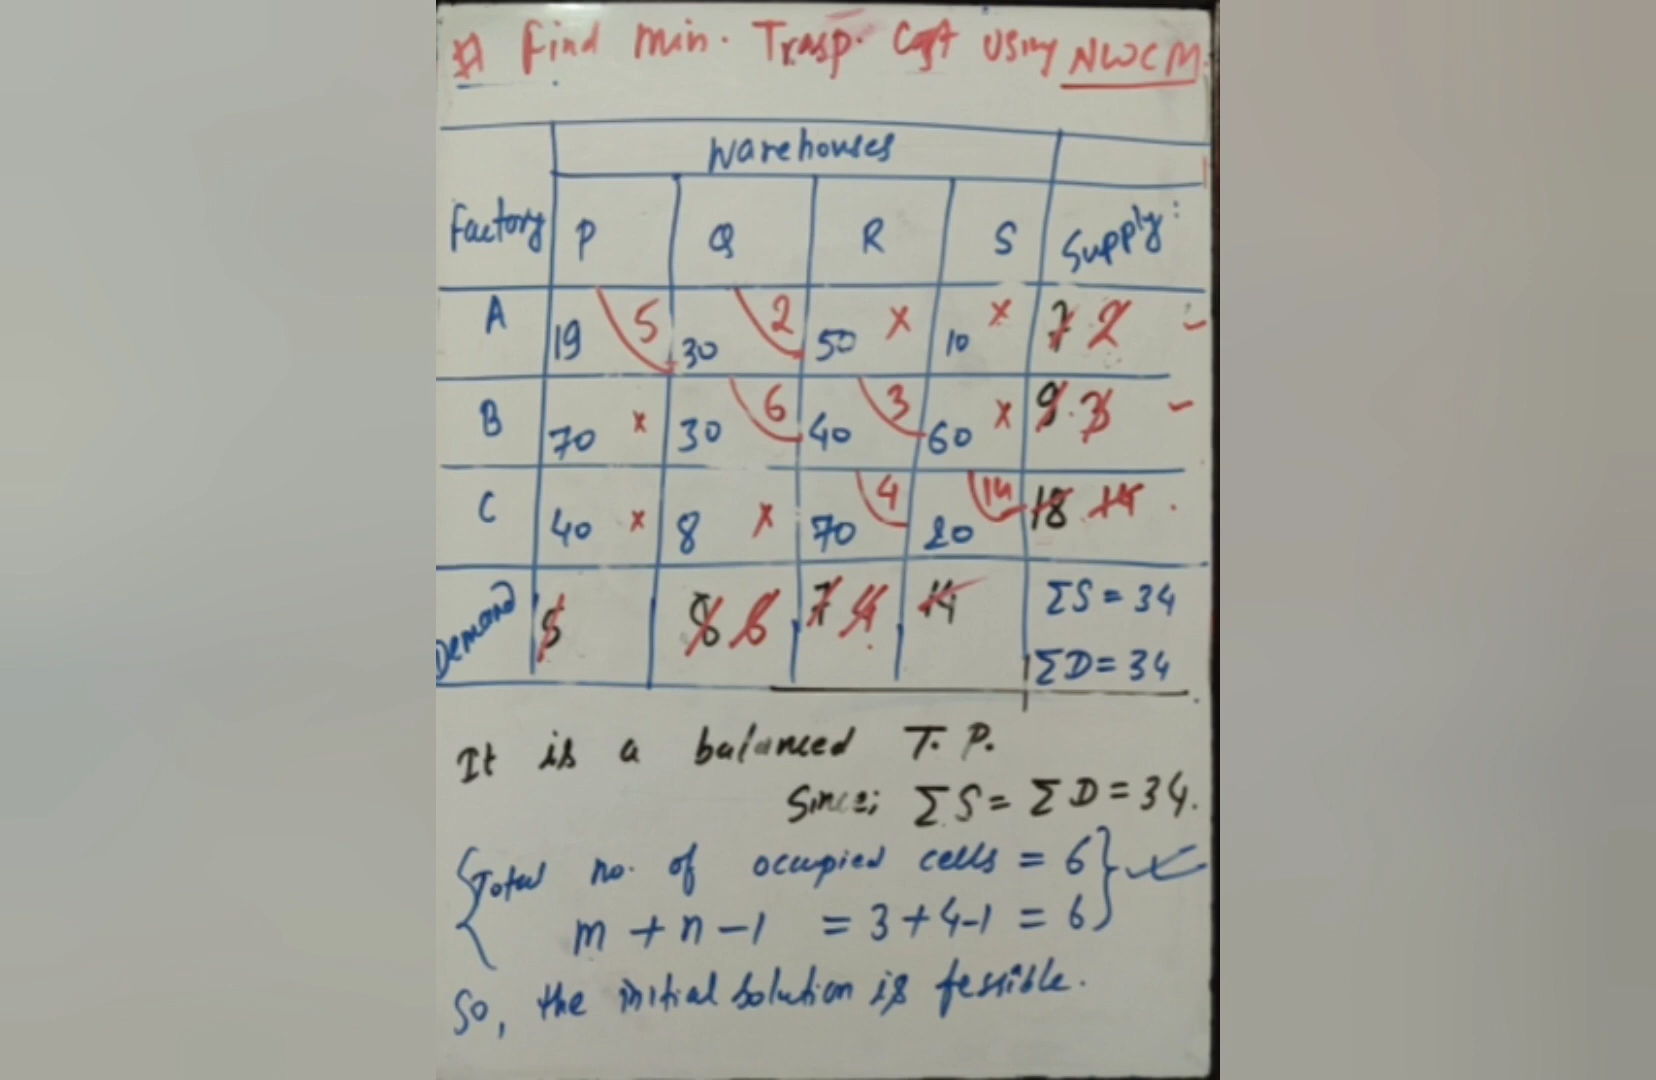 *) Find Min. Trasp. Cost Using NWCM.
Warehouses
Factory P Q R S Supply:
A 19 5 30 2 50 x 10 x 7 2
B 70 x 30 6 40 3 60 x 9 3
C 40 x 8 x 70 4 20 14 18 14
Demand 5 8 6 7 4 14 ΣS = 34
ΣD = 34
It is a balanced T.P.
Since; ΣS = ΣD = 34.
{Total no. of occupied cells = 6}
m + n - 1 = 3 + 4 - 1 = 6
So, the initial solution is fessible.